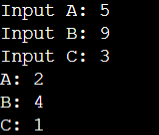 Input A: 5
Input B: 9
Input C: 3
A: 2
B: 4
C: 1